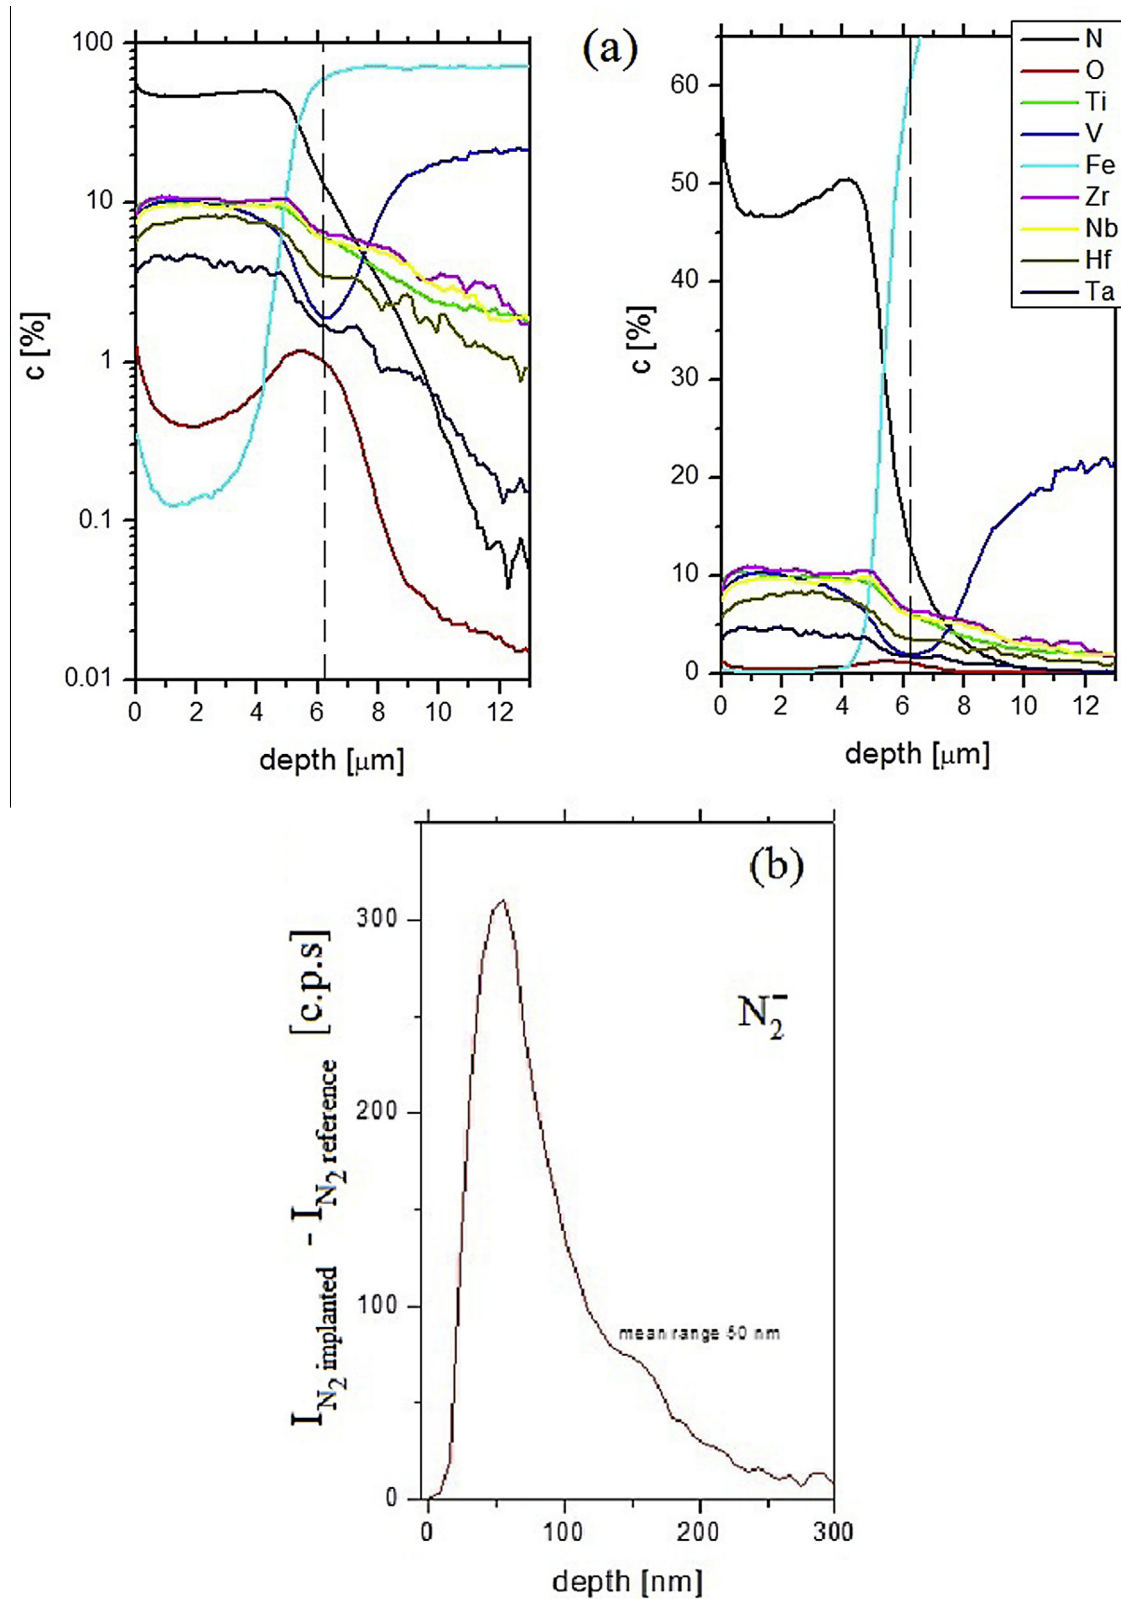 (a)
100
10
1
0.1
0.01
c [%]
0 2 4 6 8 10 12
depth [μm]
60
50
40
30
20
10
0
c [%]
0 2 4 6 8 10 12
depth [μm]
N
O
Ti
V
Fe
Zr
Nb
Hf
Ta
(b)
300
200
100
0
I N2 implanted - I N2 reference [c.p.s]
N2-
mean range 50 nm
0 100 200 300
depth [nm]